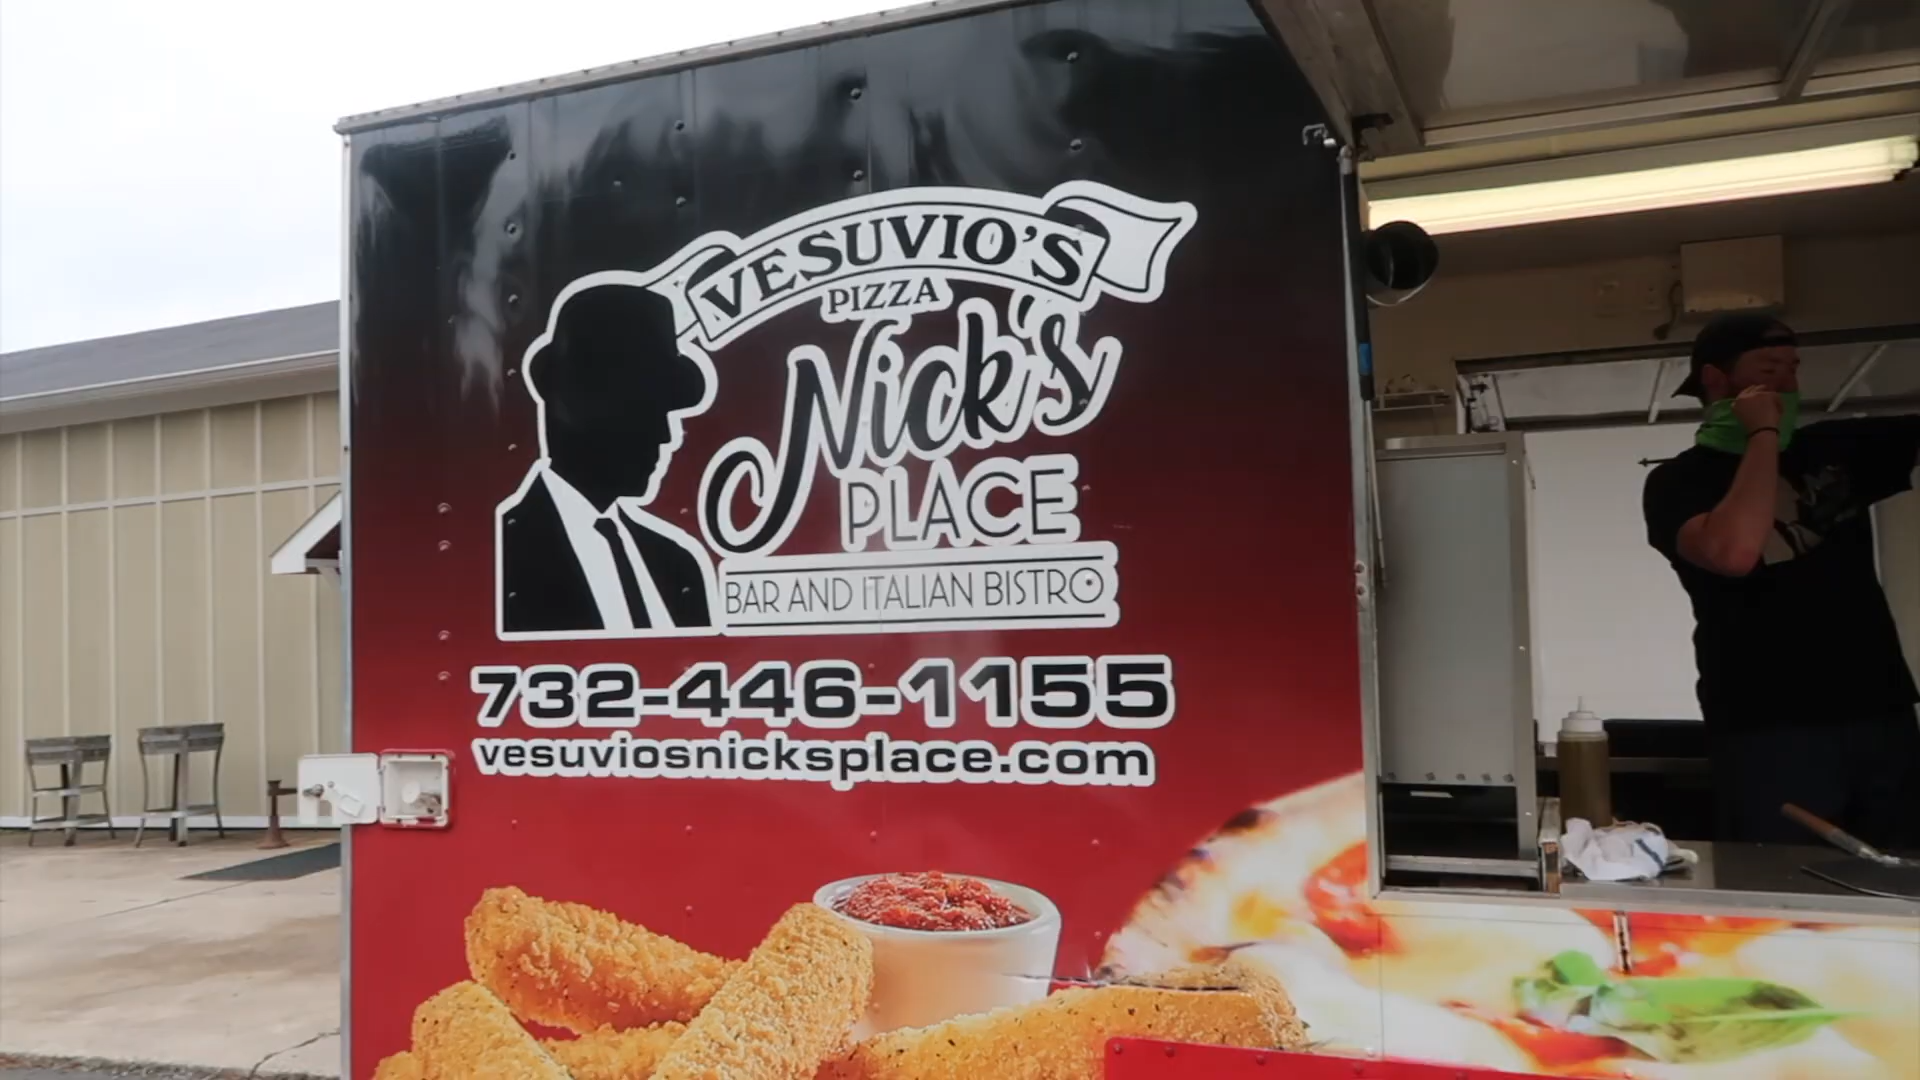 VESUVIO'S
PIZZA
Nick's
PLACE
BAR AND ITALIAN BISTRO
732-446-1155
vesuviosnicksplace.com